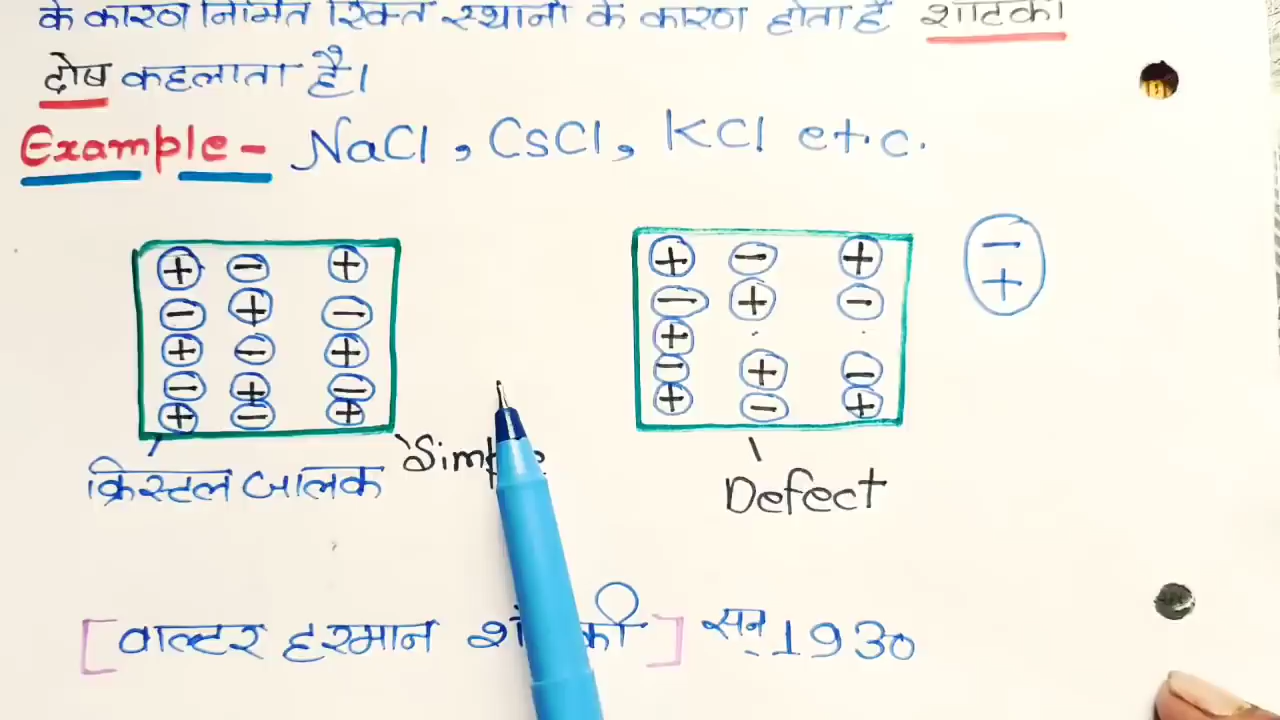 के कारण निर्मित रिक्त स्थानों के कारण होता है शाटकी
दोष कहलाता है।
Example - NaCl, CsCl, KCl etc.
+ - + + - + -
- + - - + - +
+ - + +
- + - - + -
+ - + + - +
क्रिस्टल जालक Defect
[वाल्टर हरमान ] सन् 1930